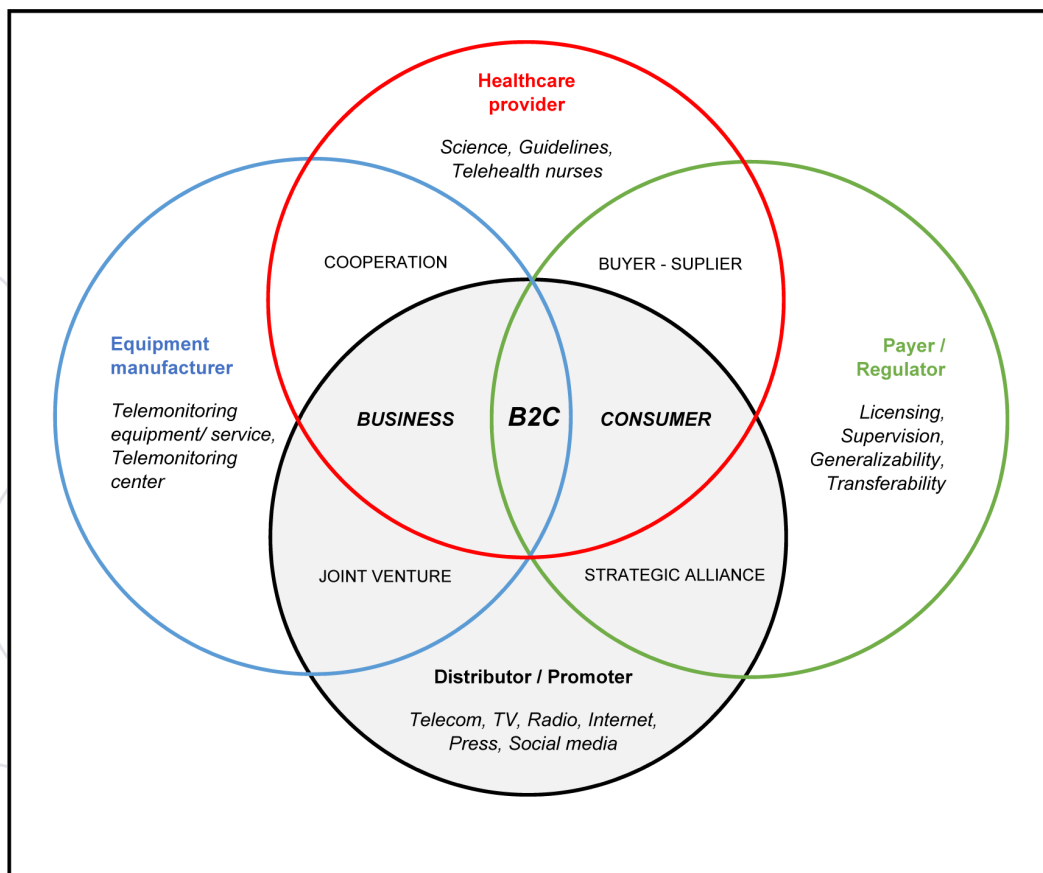 Healthcare
provider
Science, Guidelines,
Telehealth nurses
COOPERATION
BUYER - SUPLIER
Equipment
manufacturer
Telemonitoring
equipment/ service,
Telemonitoring
center
BUSINESS
B2C
CONSUMER
Payer /
Regulator
Licensing,
Supervision,
Generalizability,
Transferability
JOINT VENTURE
STRATEGIC ALLIANCE
Distributor / Promoter
Telecom, TV, Radio, Internet,
Press, Social media